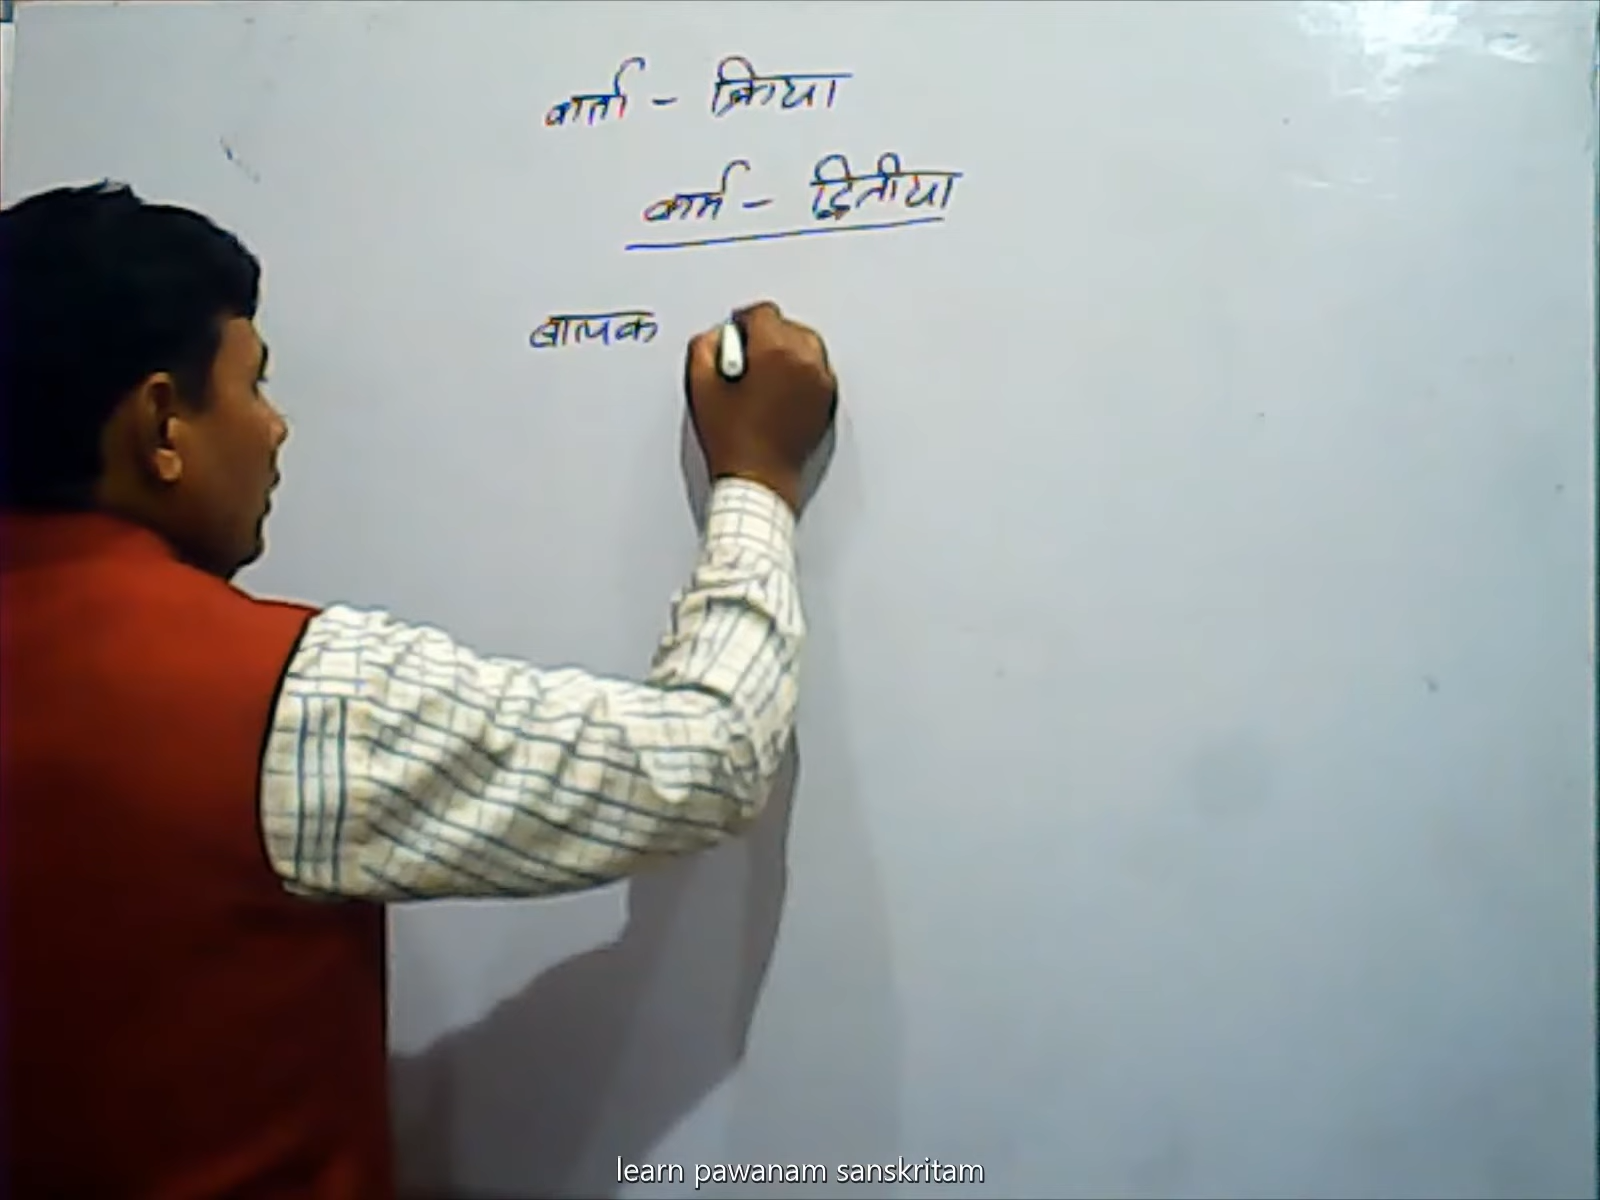 कर्ता - क्रिया
कर्म - द्वितीया
बालक
learn pawanam sanskritam